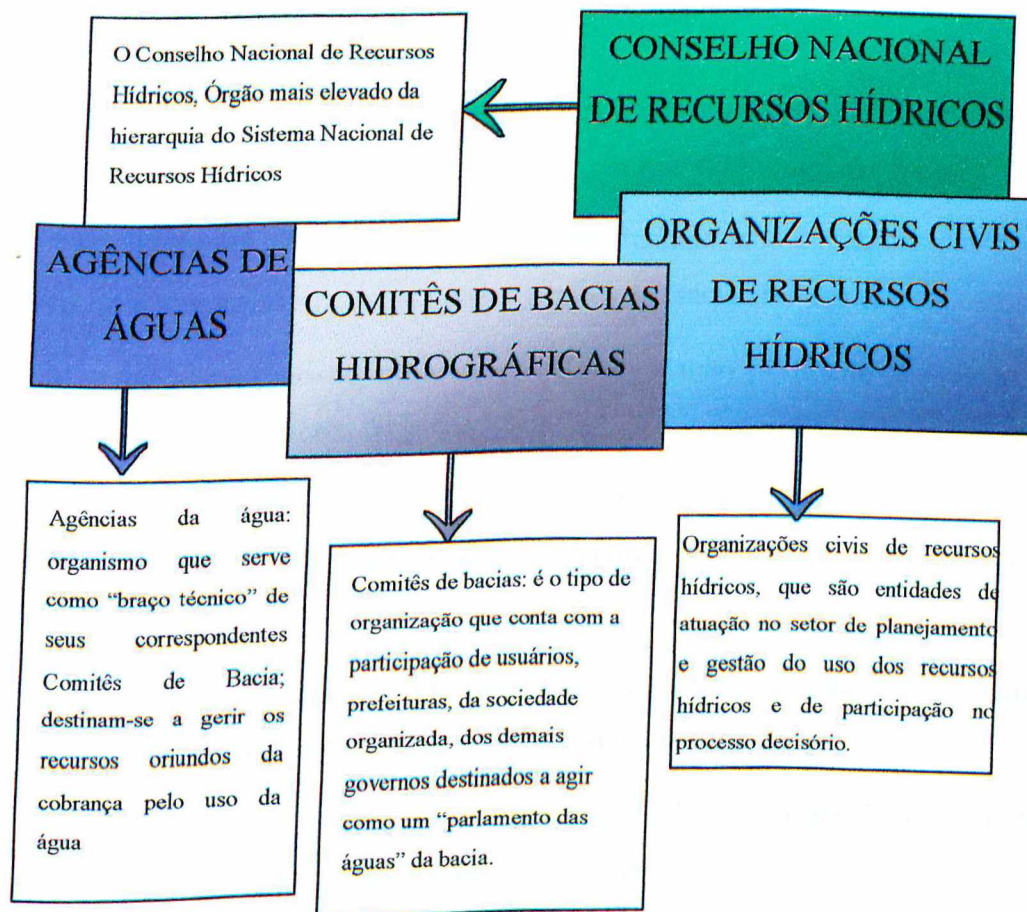 O Conselho Nacional de Recursos
Hídricos, Órgão mais elevado da
hierarquia do Sistema Nacional de
Recursos Hídricos
CONSELHO NACIONAL
DE RECURSOS HÍDRICOS
AGÊNCIAS DE
ÁGUAS
COMITÊS DE BACIAS
HIDROGRÁFICAS
ORGANIZAÇÕES CIVIS
DE RECURSOS
HÍDRICOS
Agências da água:
organismo que serve
como “braço técnico” de
seus correspondentes
Comitês de Bacia;
destinam-se a gerir os
recursos oriundos da
cobrança pelo uso da
água
Comitês de bacias: é o tipo de
organização que conta com a
participação de usuários,
prefeituras, da sociedade
organizada, dos demais
governos destinados a agir
como um “parlamento das
águas” da bacia.
Organizações civis de recursos
hídricos, que são entidades de
atuação no setor de planejamento
e gestão do uso dos recursos
hídricos e de participação no
processo decisório.